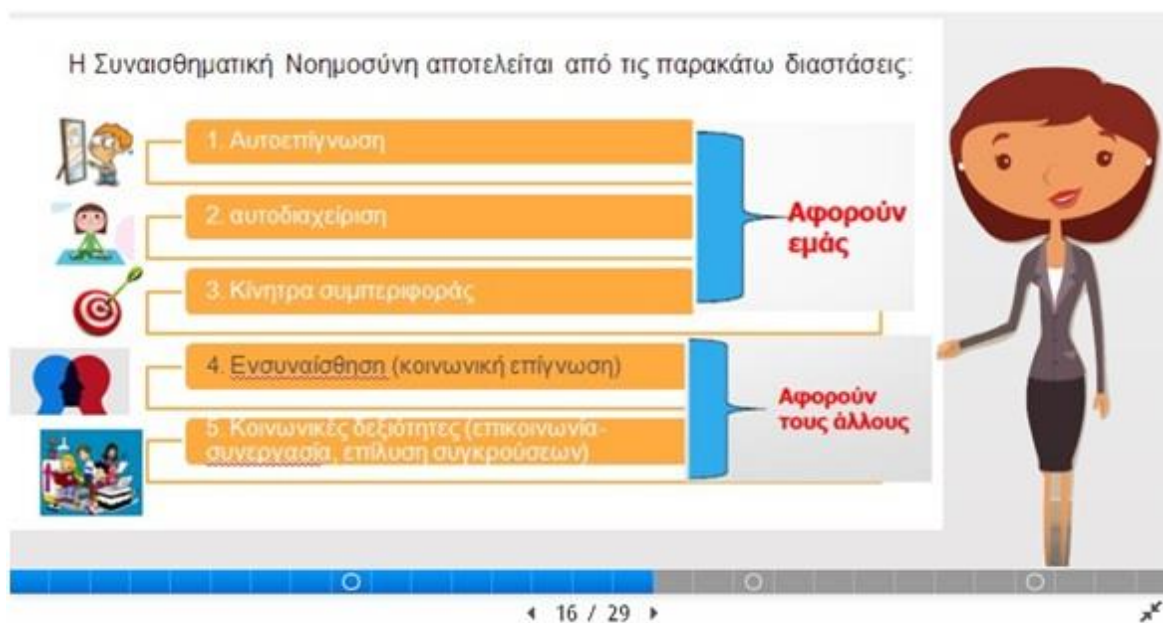 Η Συναισθηματική Νοημοσύνη αποτελείται από τις παρακάτω διαστάσεις:
1. Αυτοεπίγνωση
2. αυτοδιαχείριση
3. Κίνητρα συμπεριφοράς
Αφορούν
εμάς
4. Ενσυναίσθηση (κοινωνική επίγνωση)
5. Κοινωνικές δεξιότητες (επικοινωνία-
συνεργασία, επίλυση συγκρούσεων)
Αφορούν
τους άλλους
16 / 29